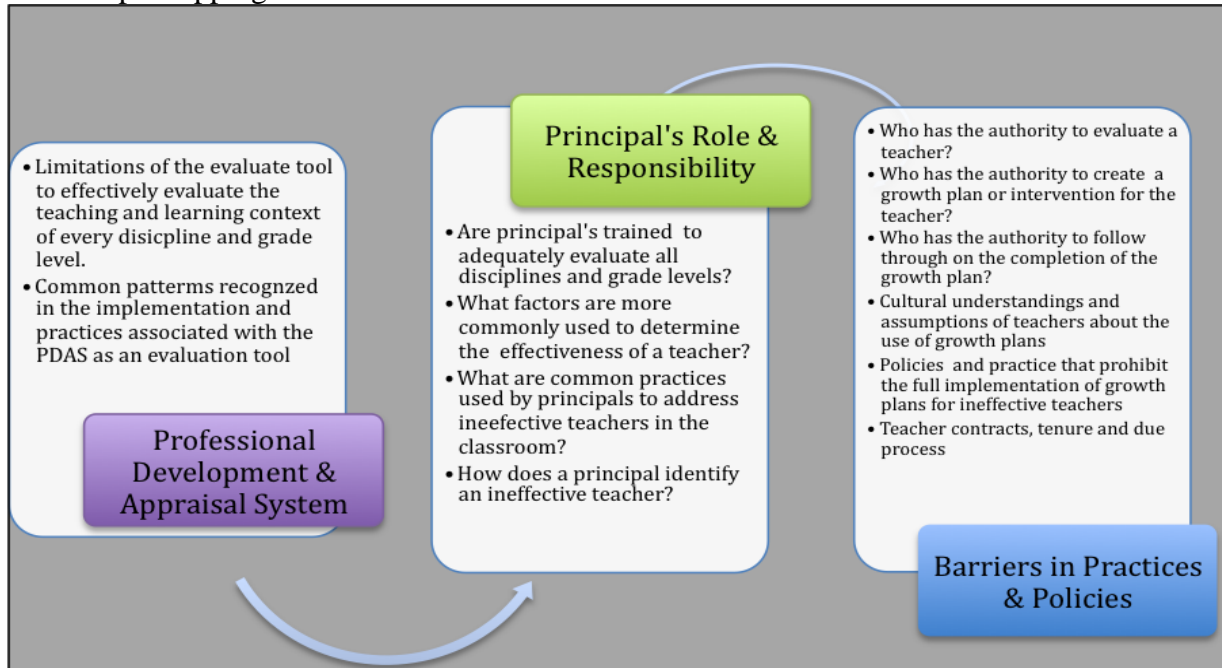 • Limitations of the evaluate tool
to effectively evaluate the
teaching and learning context
of every disicpline and grade
level.
• Common patterms recognzed
in the implementation and
practices associated with the
PDAS as an evaluation tool
Professional
Development &
Appraisal System
Principal's Role &
Responsibility
• Are principal's trained to
adequately evaluate all
disciplines and grade levels?
• What factors are more
commonly used to determine
the effectiveness of a teacher?
• What are common practices
used by principals to address
ineefective teachers in the
classroom?
• How does a principal identify
an ineffective teacher?
• Who has the authority to evaluate a
teacher?
• Who has the authority to create a
growth plan or intervention for the
teacher?
• Who has the authority to follow
through on the completion of the
growth plan?
• Cultural understandings and
assumptions of teachers about the
use of growth plans
• Policies and practice that prohibit
the full implementation of growth
plans for ineffective teachers
• Teacher contracts, tenure and due
process
Barriers in Practices
& Policies